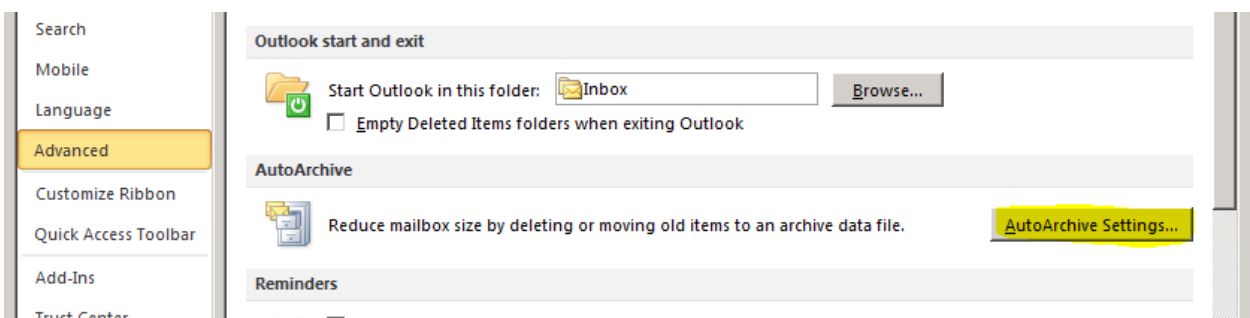 Search
Mobile
Language
Advanced
Customize Ribbon
Quick Access Toolbar
Add-Ins
Trust Center
Outlook start and exit
Start Outlook in this folder: Inbox Browse...
Empty Deleted Items folders when exiting Outlook
AutoArchive
Reduce mailbox size by deleting or moving old items to an archive data file. AutoArchive Settings...
Reminders